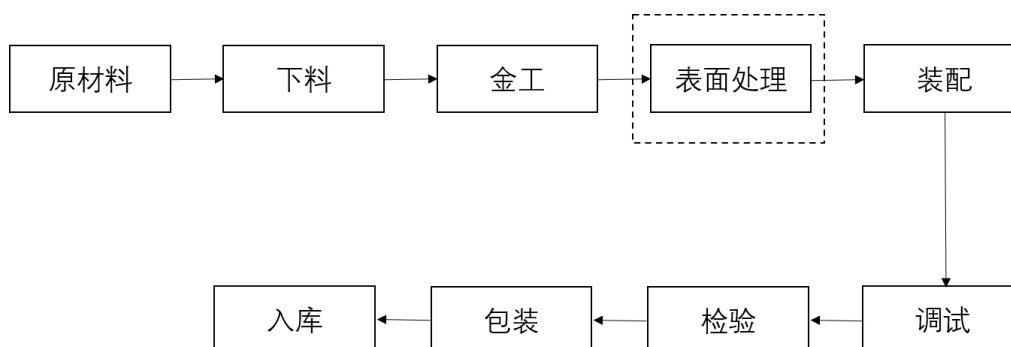 原材料
下料
金工
表面处理
装配
调试
检验
包装
入库